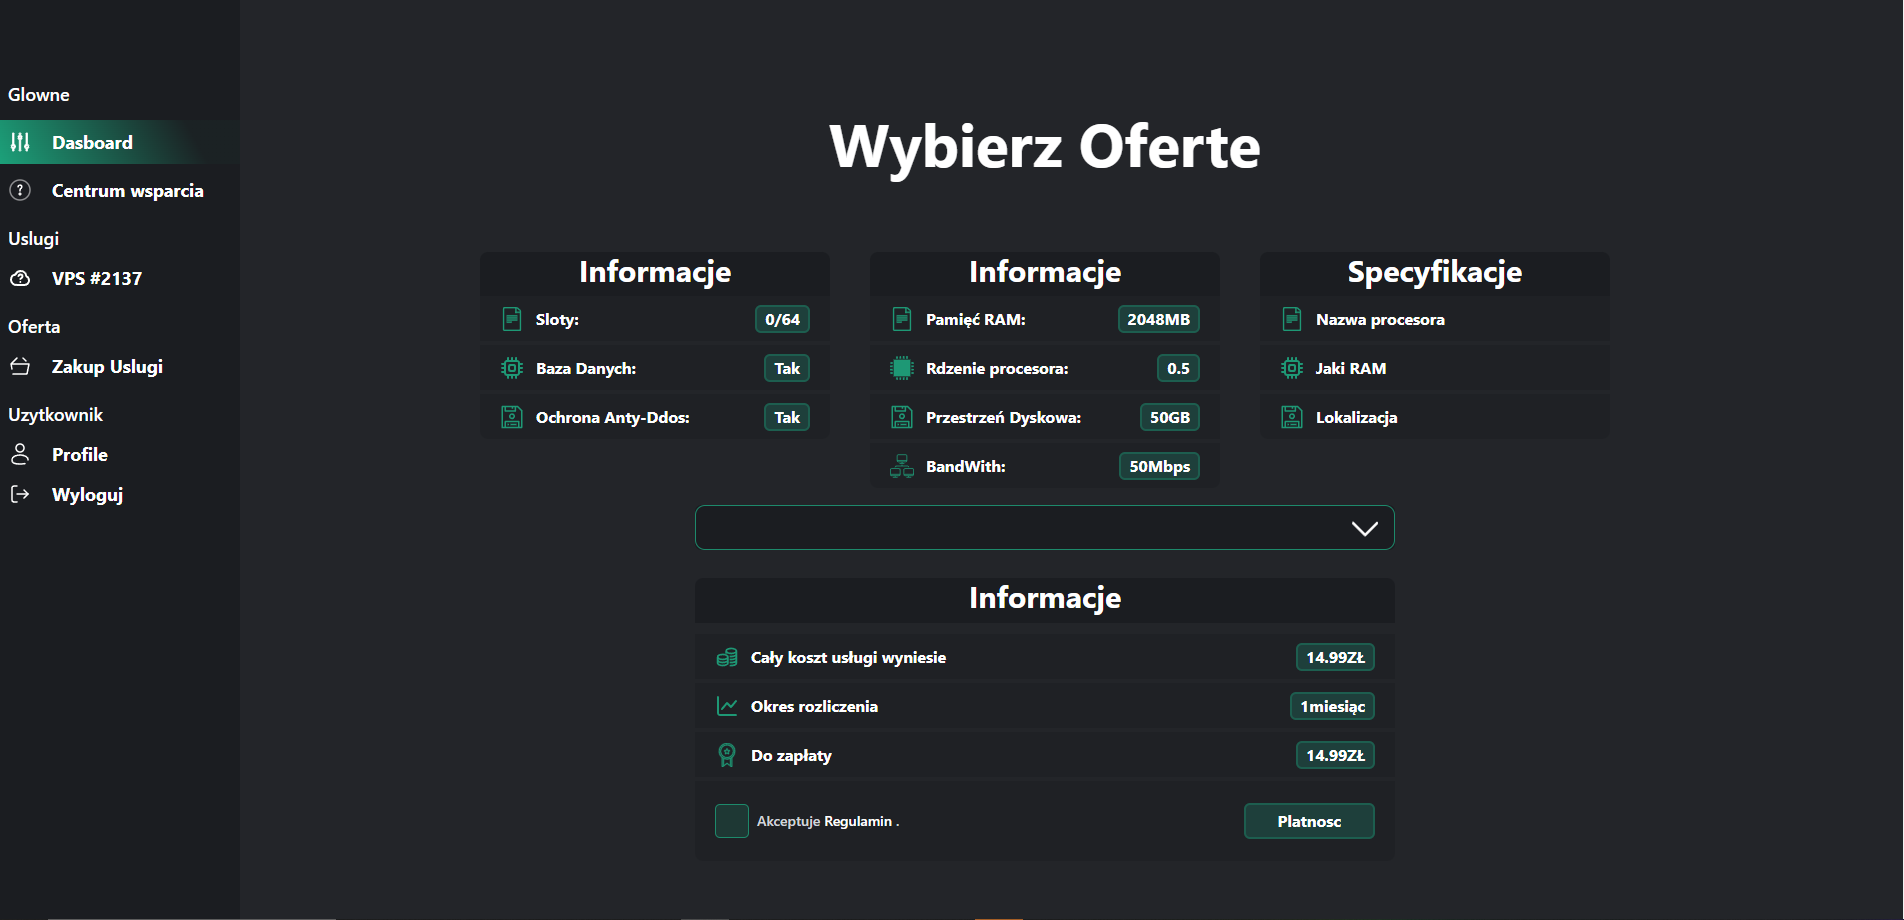 Glowne
Dasboard
Centrum wsparcia
Uslugi
VPS #2137
Oferta
Zakup Uslugi
Uzytkownik
Profile
Wyloguj
Wybierz Oferte
Informacje
Sloty: 0/64
Baza Danych: Tak
Ochrona Anty-Ddos: Tak
Informacje
Pamięć RAM: 2048MB
Rdzenie procesora: 0.5
Przestrzeń Dyskowa: 50GB
BandWith: 50Mbps
Specyfikacje
Nazwa procesora
Jaki RAM
Lokalizacja
Informacje
Cały koszt usługi wyniesie 14.99ZŁ
Okres rozliczenia 1miesiąc
Do zapłaty 14.99ZŁ
Akceptuje Regulamin .
Platnosc